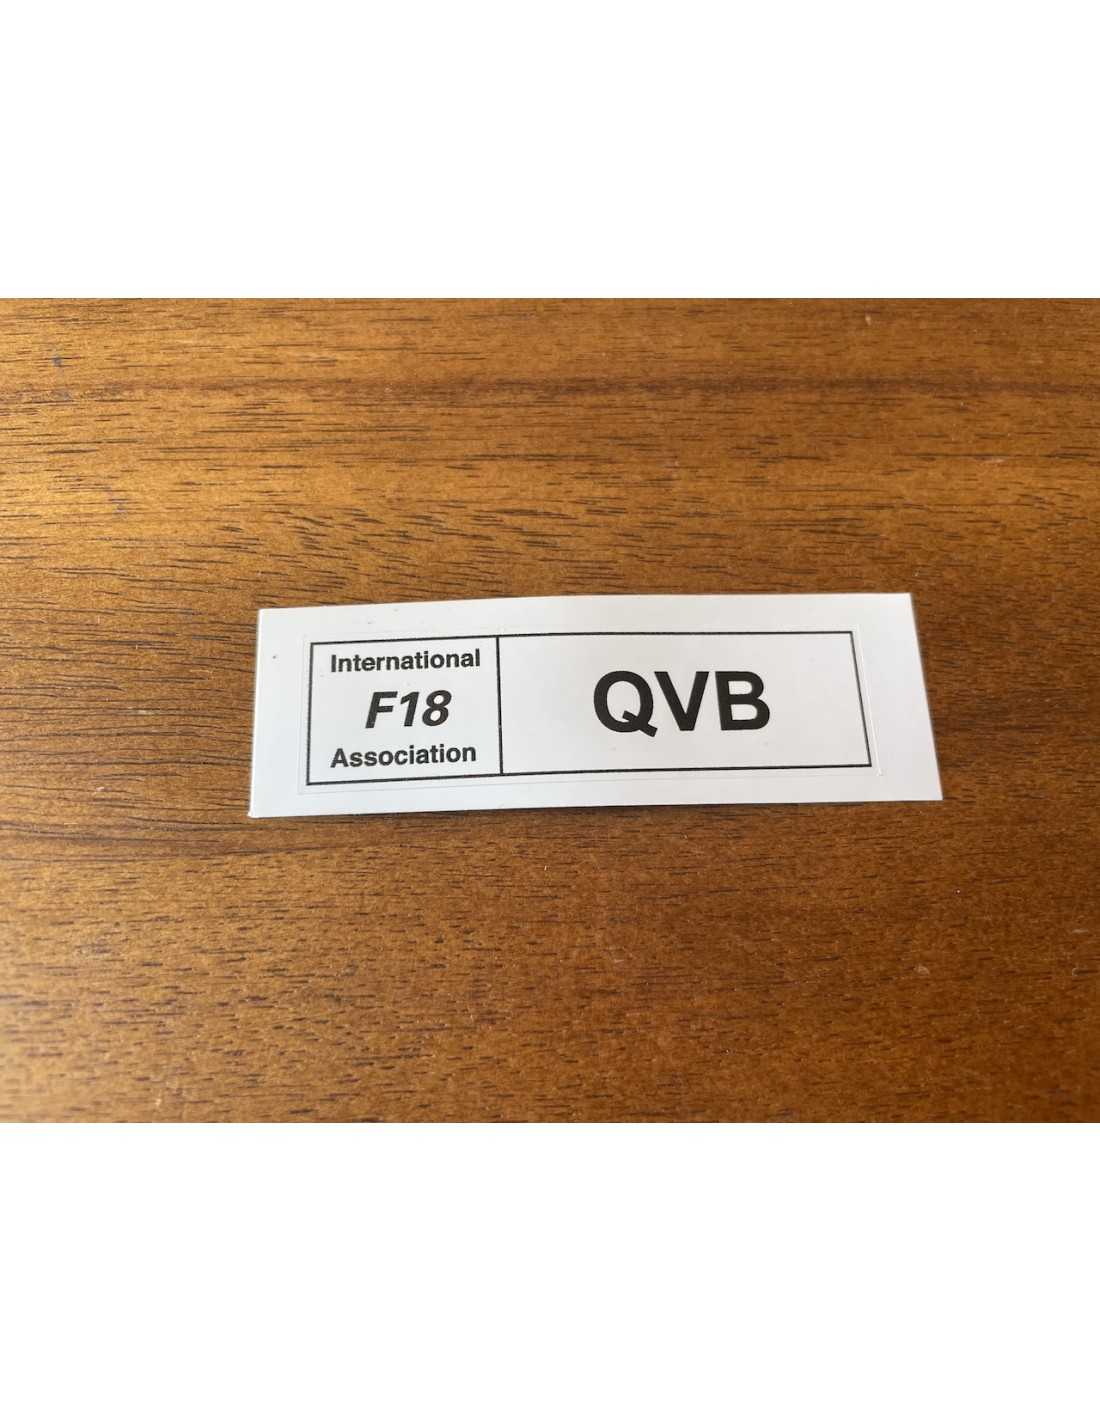 International
F18
Association
QVB